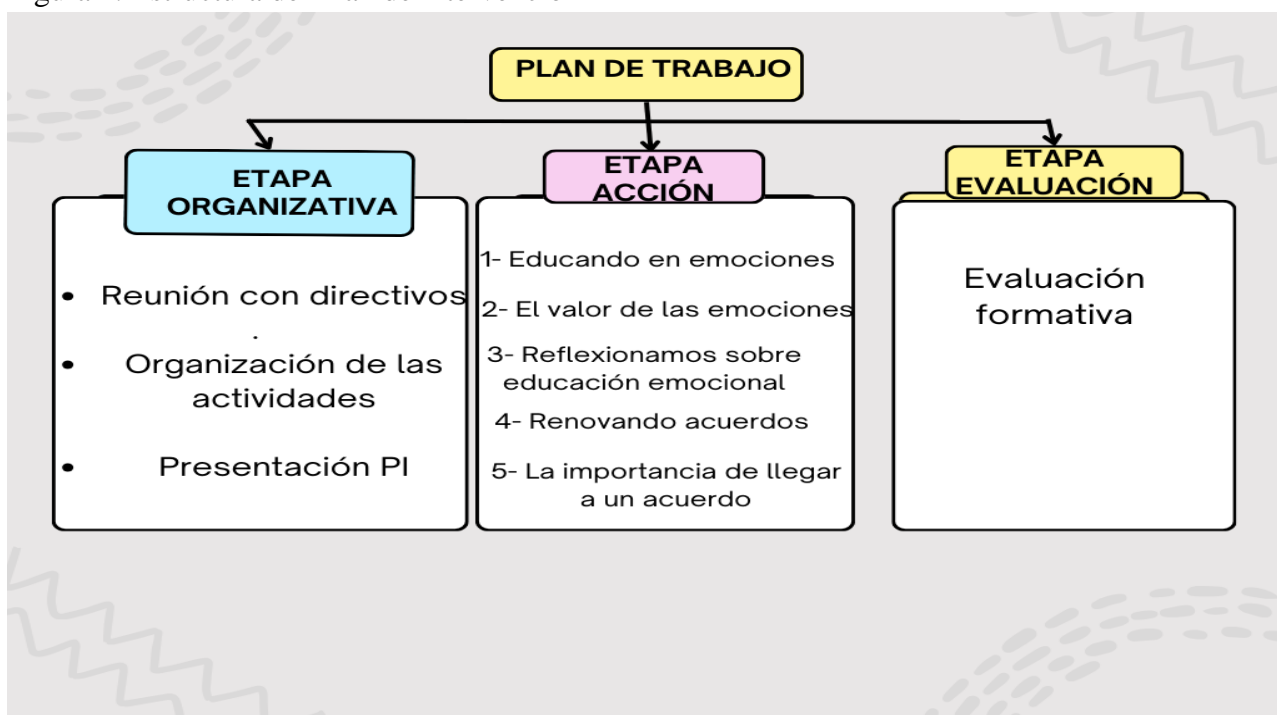 PLAN DE TRABAJO
ETAPA
ORGANIZATIVA
• Reunión con directivos
.
• Organización de las
actividades
• Presentación PI
ETAPA
ACCIÓN
1- Educando en emociones
2- El valor de las emociones
3- Reflexionamos sobre
educación emocional
4- Renovando acuerdos
5- La importancia de llegar
a un acuerdo
ETAPA
EVALUACIÓN
Evaluación
formativa